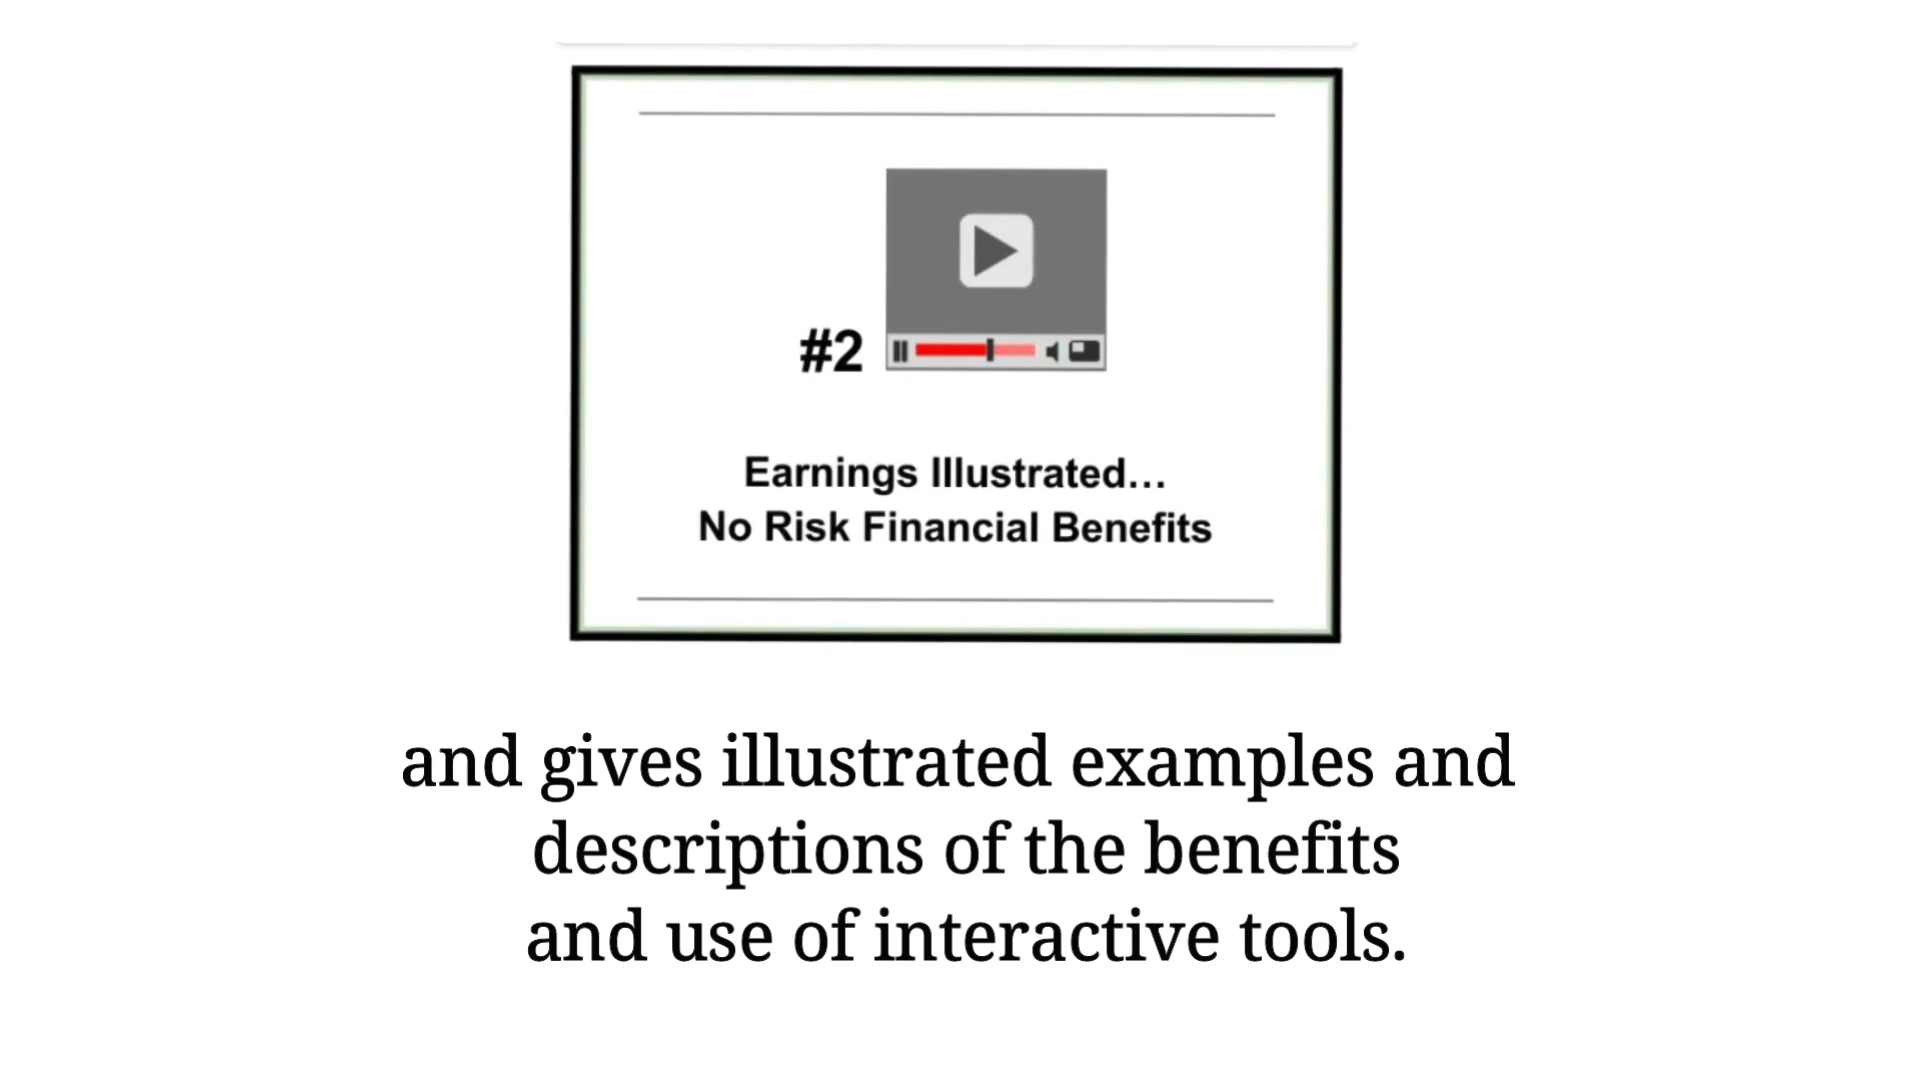 #2
Earnings Illustrated...
No Risk Financial Benefits
and gives illustrated examples and
descriptions of the benefits
and use of interactive tools.